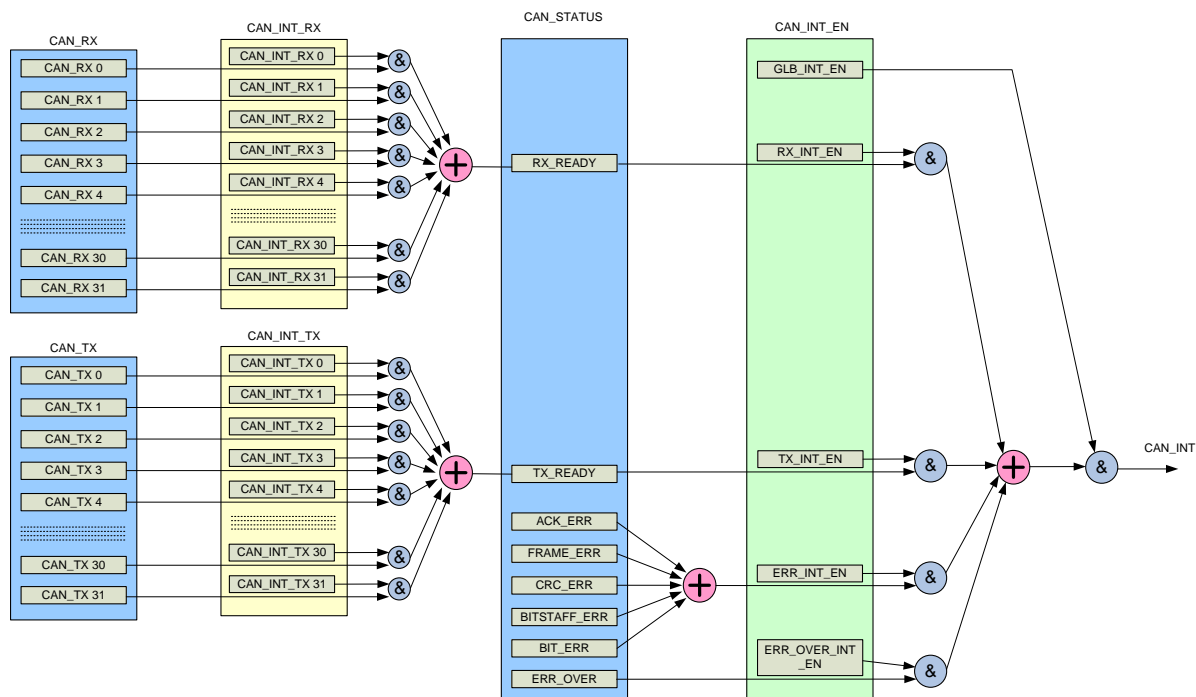 CAN_RX
CAN_RX 0
CAN_RX 1
CAN_RX 2
CAN_RX 3
CAN_RX 4
CAN_RX 30
CAN_RX 31
CAN_INT_RX
CAN_INT_RX 0
CAN_INT_RX 1
CAN_INT_RX 2
CAN_INT_RX 3
CAN_INT_RX 4
CAN_INT_RX 30
CAN_INT_RX 31
&
&
&
&
&
&
&
+
CAN_TX
CAN_TX 0
CAN_TX 1
CAN_TX 2
CAN_TX 3
CAN_TX 4
CAN_TX 30
CAN_TX 31
CAN_INT_TX
CAN_INT_TX 0
CAN_INT_TX 1
CAN_INT_TX 2
CAN_INT_TX 3
CAN_INT_TX 4
CAN_INT_TX 30
CAN_INT_TX 31
&
&
&
&
&
&
&
+
CAN_STATUS
RX_READY
TX_READY
ACK_ERR
FRAME_ERR
CRC_ERR
BITSTAFF_ERR
BIT_ERR
ERR_OVER
+
CAN_INT_EN
GLB_INT_EN
RX_INT_EN
TX_INT_EN
ERR_INT_EN
ERR_OVER_INT
_EN
&
&
&
&
+
&
CAN_INT